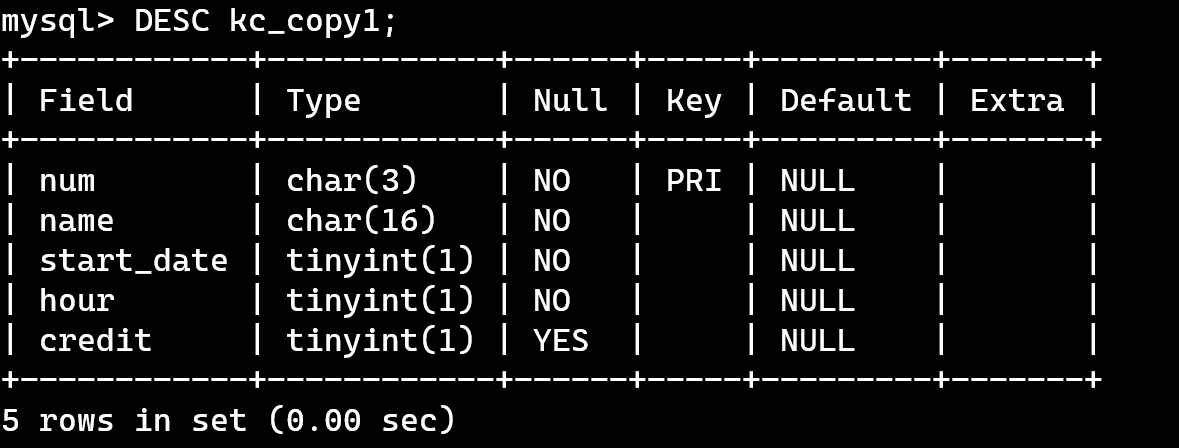 mysql> DESC kc_copy1;
+------------+------------+------+-----+---------+-------+
| Field      | Type       | Null | Key | Default | Extra |
+------------+------------+------+-----+---------+-------+
| num        | char(3)    | NO   | PRI | NULL    |       |
| name       | char(16)   | NO   |     | NULL    |       |
| start_date | tinyint(1) | NO   |     | NULL    |       |
| hour       | tinyint(1) | NO   |     | NULL    |       |
| credit     | tinyint(1) | YES  |     | NULL    |       |
+------------+------------+------+-----+---------+-------+
5 rows in set (0.00 sec)